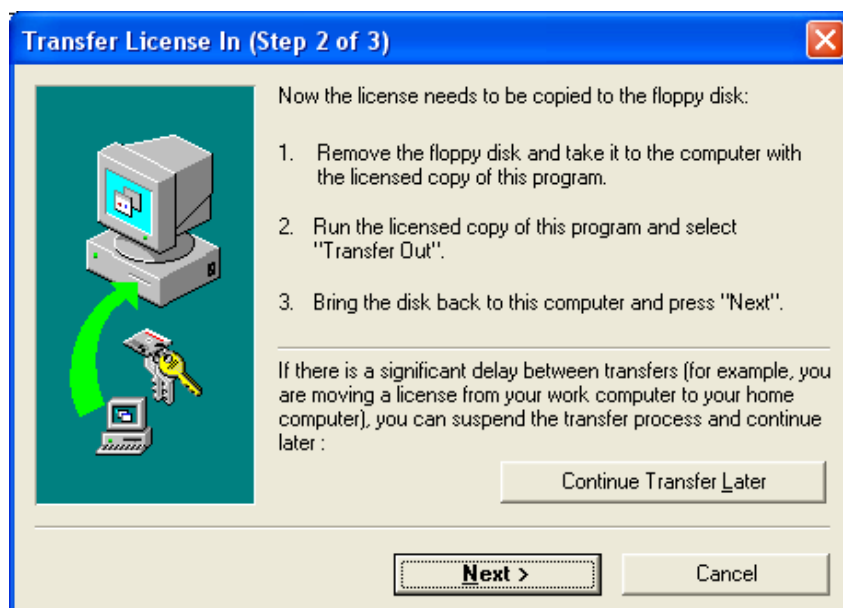 Transfer License In (Step 2 of 3)
Now the license needs to be copied to the floppy disk:
1. Remove the floppy disk and take it to the computer with
the licensed copy of this program.
2. Run the licensed copy of this program and select
"Transfer Out".
3. Bring the disk back to this computer and press "Next".
If there is a significant delay between transfers (for example, you
are moving a license from your work computer to your home
computer), you can suspend the transfer process and continue
later :
Continue Transfer Later
Next >
Cancel